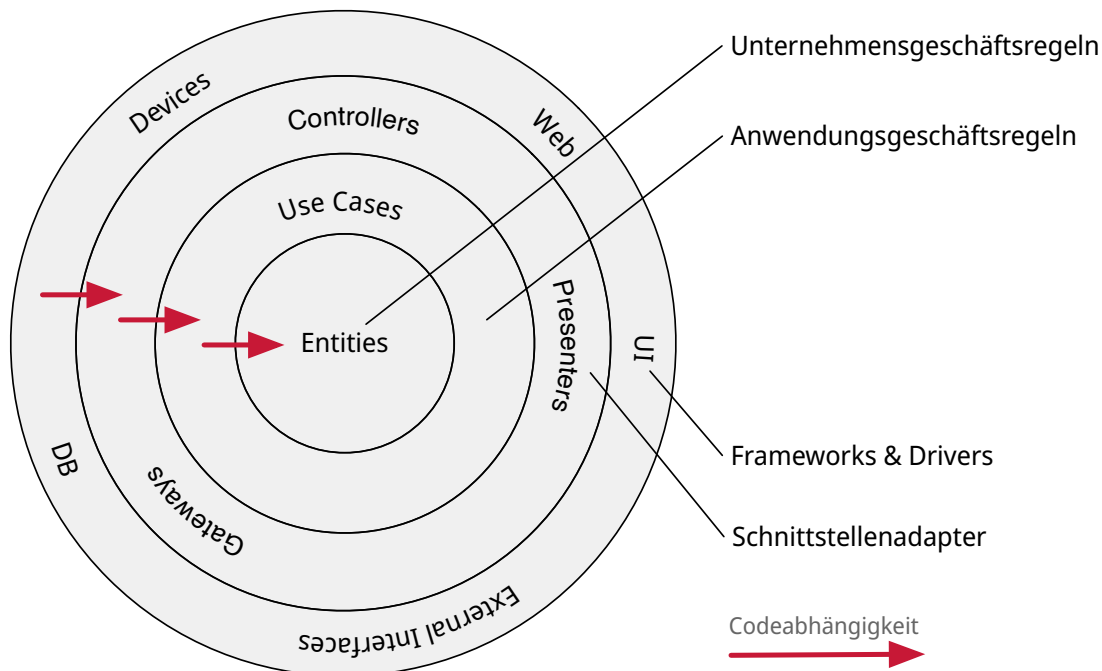 Unternehmensgeschäftsregeln
Devices
Controllers
Web
Anwendungsgeschäftsregeln
Use Cases
Presenters
Entities
UI
DB
Frameworks & Drivers
Gateways
Schnittstellenadapter
External Interfaces
Codeabhängigkeit